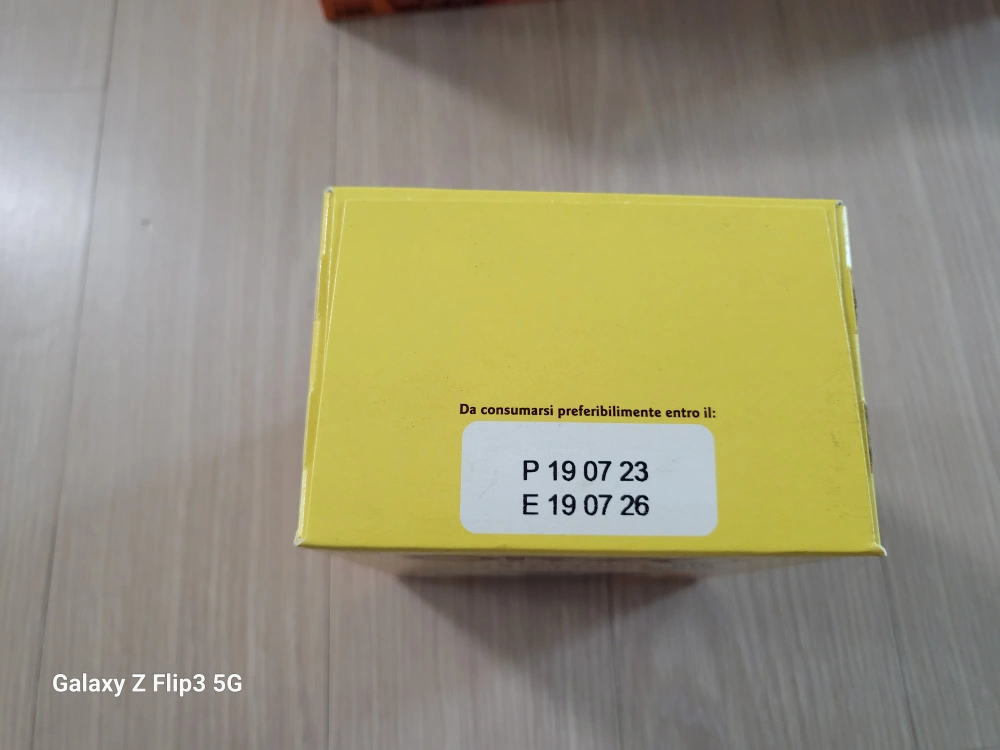 Da consumarsi preferibilmente entro il:
P 19 07 23
E 19 07 26
Galaxy Z Flip3 5G